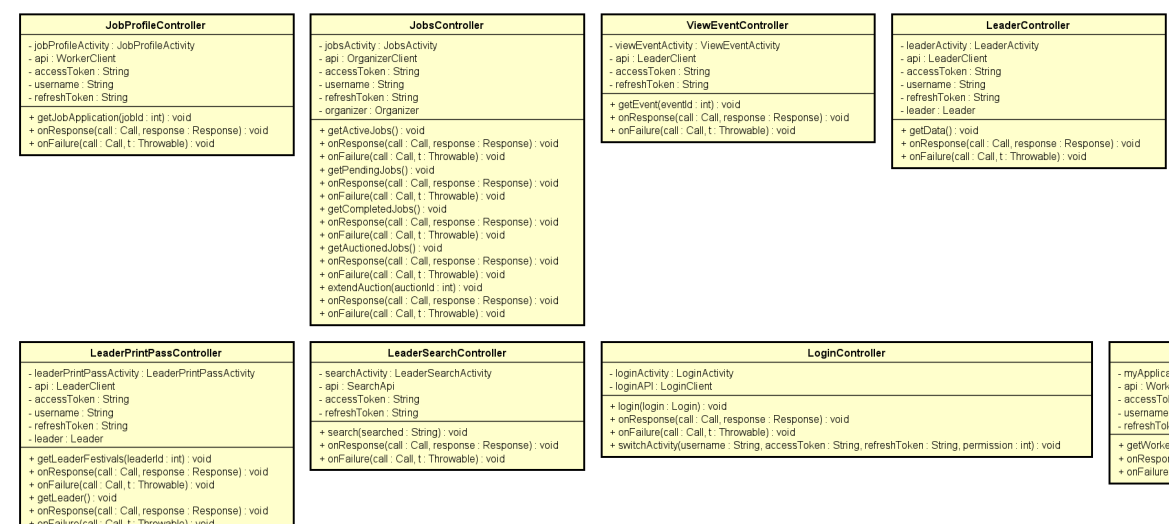 JobProfileController
- jobProfileActivity : JobProfileActivity
- api : WorkerClient
- accessToken : String
- username : String
- refreshToken : String
+ getJobApplication(jobId : int) : void
+ onResponse(call : Call, response : Response) : void
+ onFailure(call : Call, t : Throwable) : void
JobsController
- jobsActivity : JobsActivity
- api : OrganizerClient
- accessToken : String
- username : String
- refreshToken : String
- organizer : Organizer
+ getActiveJobs() : void
+ onResponse(call : Call, response : Response) : void
+ onFailure(call : Call, t : Throwable) : void
+ getPendingJobs() : void
+ onResponse(call : Call, response : Response) : void
+ onFailure(call : Call, t : Throwable) : void
+ getCompletedJobs() : void
+ onResponse(call : Call, response : Response) : void
+ onFailure(call : Call, t : Throwable) : void
+ getAuctionedJobs() : void
+ onResponse(call : Call, response : Response) : void
+ onFailure(call : Call, t : Throwable) : void
+ extendAuction(auctionId : int) : void
+ onResponse(call : Call, response : Response) : void
+ onFailure(call : Call, t : Throwable) : void
ViewEventController
- viewEventActivity : ViewEventActivity
- api : LeaderClient
- accessToken : String
- refreshToken : String
+ getEvent(eventId : int) : void
+ onResponse(call : Call, response : Response) : void
+ onFailure(call : Call, t : Throwable) : void
LeaderController
- leaderActivity : LeaderActivity
- api : LeaderClient
- accessToken : String
- username : String
- refreshToken : String
- leader : Leader
+ getData() : void
+ onResponse(call : Call, response : Response) : void
+ onFailure(call : Call, t : Throwable) : void
LeaderPrintPassController
- leaderPrintPassActivity : LeaderPrintPassActivity
- api : LeaderClient
- accessToken : String
- username : String
- refreshToken : String
- leader : Leader
+ getLeaderFestivals(leaderId : int) : void
+ onResponse(call : Call, response : Response) : void
+ onFailure(call : Call, t : Throwable) : void
+ getLeader() : void
+ onResponse(call : Call, response : Response) : void
+ onFailure(call : Call, t : Throwable) : void
LeaderSearchController
- searchActivity : LeaderSearchActivity
- api : SearchApi
- accessToken : String
- refreshToken : String
+ search(searched : String) : void
+ onResponse(call : Call, response : Response) : void
+ onFailure(call : Call, t : Throwable) : void
LoginController
- loginActivity : LoginActivity
- loginAPI : LoginClient
+ login(login : Login) : void
+ onResponse(call : Call, response : Response) : void
+ onFailure(call : Call, t : Throwable) : void
+ switchActivity(username : String, accessToken : String, refreshToken : String, permission : int) : void
- myApplica
- api : Work
- accessTo
- username
- refreshTo
+ getWorke
+ onRespor
+ onFailure